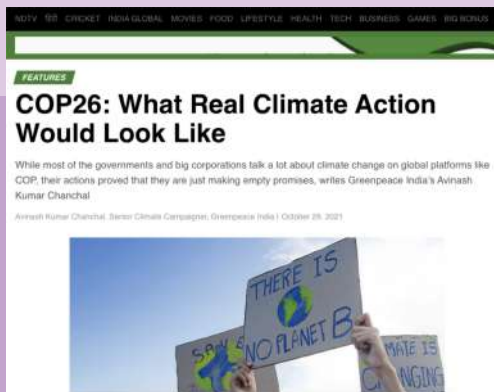 NDTV हिंदी CRICKET INDIA GLOBAL MOVIES FOOD LIFESTYLE HEALTH TECH BUSINESS GAMES BIG BONUS
FEATURES
COP26: What Real Climate Action
Would Look Like
While most of the governments and big corporations talk a lot about climate change on global platforms like
COP, their actions proved that they are just making empty promises, writes Greenpeace India's Avinash
Kumar Chanchal
Avinash Kumar Chanchal, Senior Climate Campaigner, Greenpeace India | October 29, 2021
THERE IS
NO PLANET B